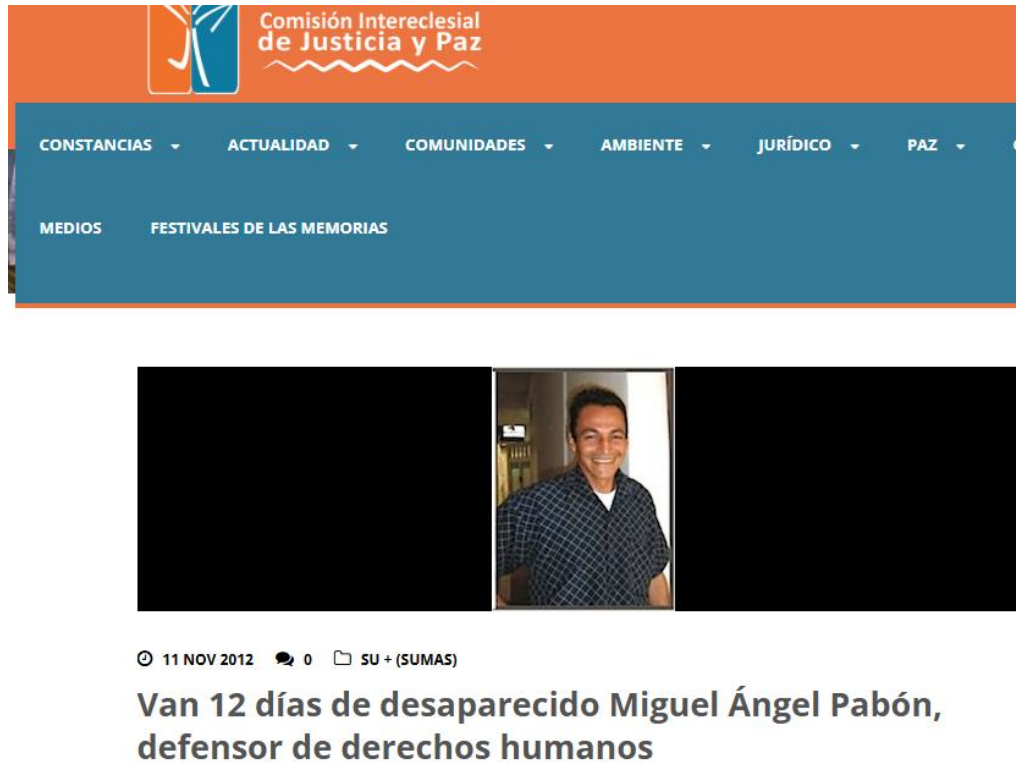 Comisión Intereclesial
de Justicia y Paz
CONSTANCIAS ACTUALIDAD COMUNIDADES AMBIENTE JURÍDICO PAZ
MEDIOS FESTIVALES DE LAS MEMORIAS
11 NOV 2012 0 SU + (SUMAS)
Van 12 días de desaparecido Miguel Ángel Pabón,
defensor de derechos humanos